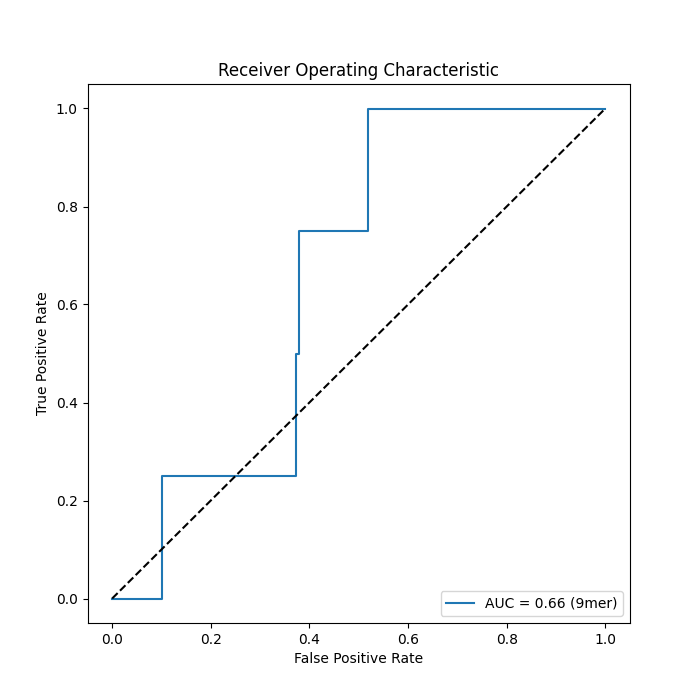 Receiver Operating Characteristic
True Positive Rate
1.0
0.8
0.6
0.4
0.2
0.0
AUC = 0.66 (9mer)
0.0 0.2 0.4 0.6 0.8 1.0
False Positive Rate